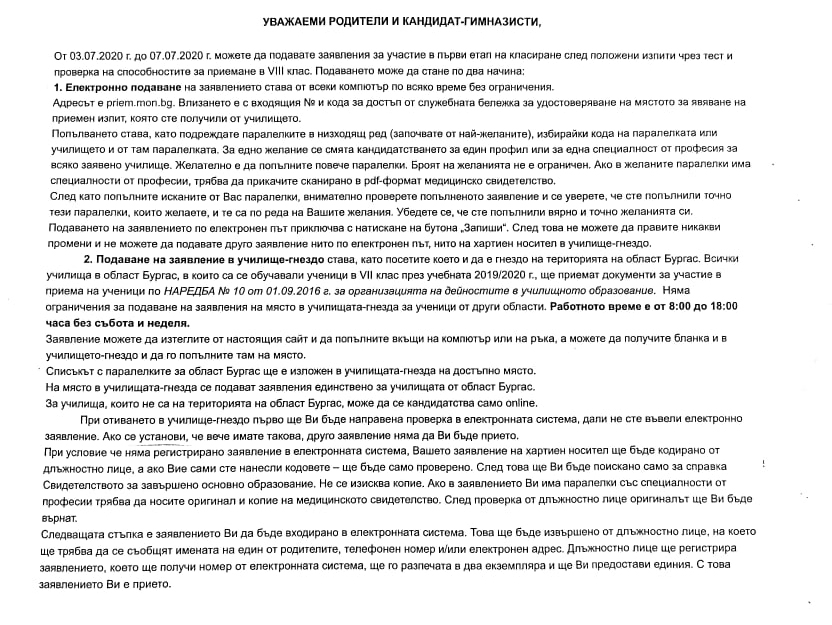 УВАЖАЕМИ РОДИТЕЛИ И КАНДИДАТ-ГИМНАЗИСТИ,
От 03.07.2020 г. до 07.07.2020 г. можете да подавате заявления за участие в първи етап на класиране след положени изпити чрез тест и
проверка на способностите за приемане в VIII клас. Подаването може да стане по два начина:
1. Електронно подаване на заявлението става от всеки компютър по всяко време без ограничения.
Адресът е priem.mon.bg. Влизането е с входящия № и кода за достъп от служебната бележка за удостоверяване на мястото за явяване на
приемен изпит, която сте получили от училището.
Попълването става, като подреждате паралелките в низходящ ред (започвате от най-желаните), избирайки кода на паралелката или
училището и от там паралелката. За едно желание се смята кандидатстването за един профил или за една специалност от професия за
всяко заявено училище. Желателно е да попълните повече паралелки. Броят на желанията не е ограничен. Ако в желаните паралелки има
специалности от професии, трябва да прикачите сканирано в pdf-формат медицинско свидетелство.
След като попълните исканите от Вас паралелки, внимателно проверете попълненото заявление и се уверете, че сте попълнили точно
тези паралелки, които желаете, и те са по реда на Вашите желания. Убедете се, че сте попълнили вярно и точно желанията си.
Подаването на заявлението по електронен път приключва с натискане на бутона „Запиши“. След това не можете да правите никакви
промени и не можете да подавате друго заявление нито по електронен път, нито на хартиен носител в училище-гнездо.
2. Подаване на заявление в училище-гнездо става, като посетите което и да е гнездо на територията на област Бургас. Всички
училища в област Бургас, в които са се обучавали ученици в VII клас през учебната 2019/2020 г., ще приемат документи за участие в
приема на ученици по НАРЕДБА № 10 от 01.09.2016 г. за организацията на дейностите в училищното образование. Няма
ограничения за подаване на заявления на място в училищата-гнезда за ученици от други области. Работното време е от 8:00 до 18:00
часа без събота и неделя.
Заявление можете да изтеглите от настоящия сайт и да попълните вкъщи на компютър или на ръка, а можете да получите бланка и в
училището-гнездо и да го попълните там на място.
Списъкът с паралелките за област Бургас ще е изложен в училищата-гнезда на достъпно място.
На място в училищата-гнезда се подават заявления единствено за училищата от област Бургас.
За училища, които не са на територията на област Бургас, може да се кандидатства само online.
При отиването в училище-гнездо първо ще Ви бъде направена проверка в електронната система, дали не сте въвели електронно
заявление. Ако се установи, че вече имате такова, друго заявление няма да Ви бъде прието.
При условие че няма регистрирано заявление в електронната система, Вашето заявление на хартиен носител ще бъде кодирано от
длъжностно лице, а ако Вие сами сте нанесли кодовете – ще бъде само проверено. След това ще Ви бъде поискано само за справка
Свидетелството за завършено основно образование. Не се изисква копие. Ако в заявлението Ви има паралелки със специалности от
професии трябва да носите оригинал и копие на медицинското свидетелство. След проверка от длъжностно лице оригиналът ще Ви бъде
върнат.
Следващата стъпка е заявлението Ви да бъде входирано в електронната система. Това ще бъде извършено от длъжностно лице, на което
ще трябва да се съобщят имената на един от родителите, телефонен номер и/или електронен адрес. Длъжностно лице ще регистрира
заявлението, което ще получи номер от електронната система, ще го разпечата в два екземпляра и ще Ви предостави единия. С това
заявлението Ви е прието.